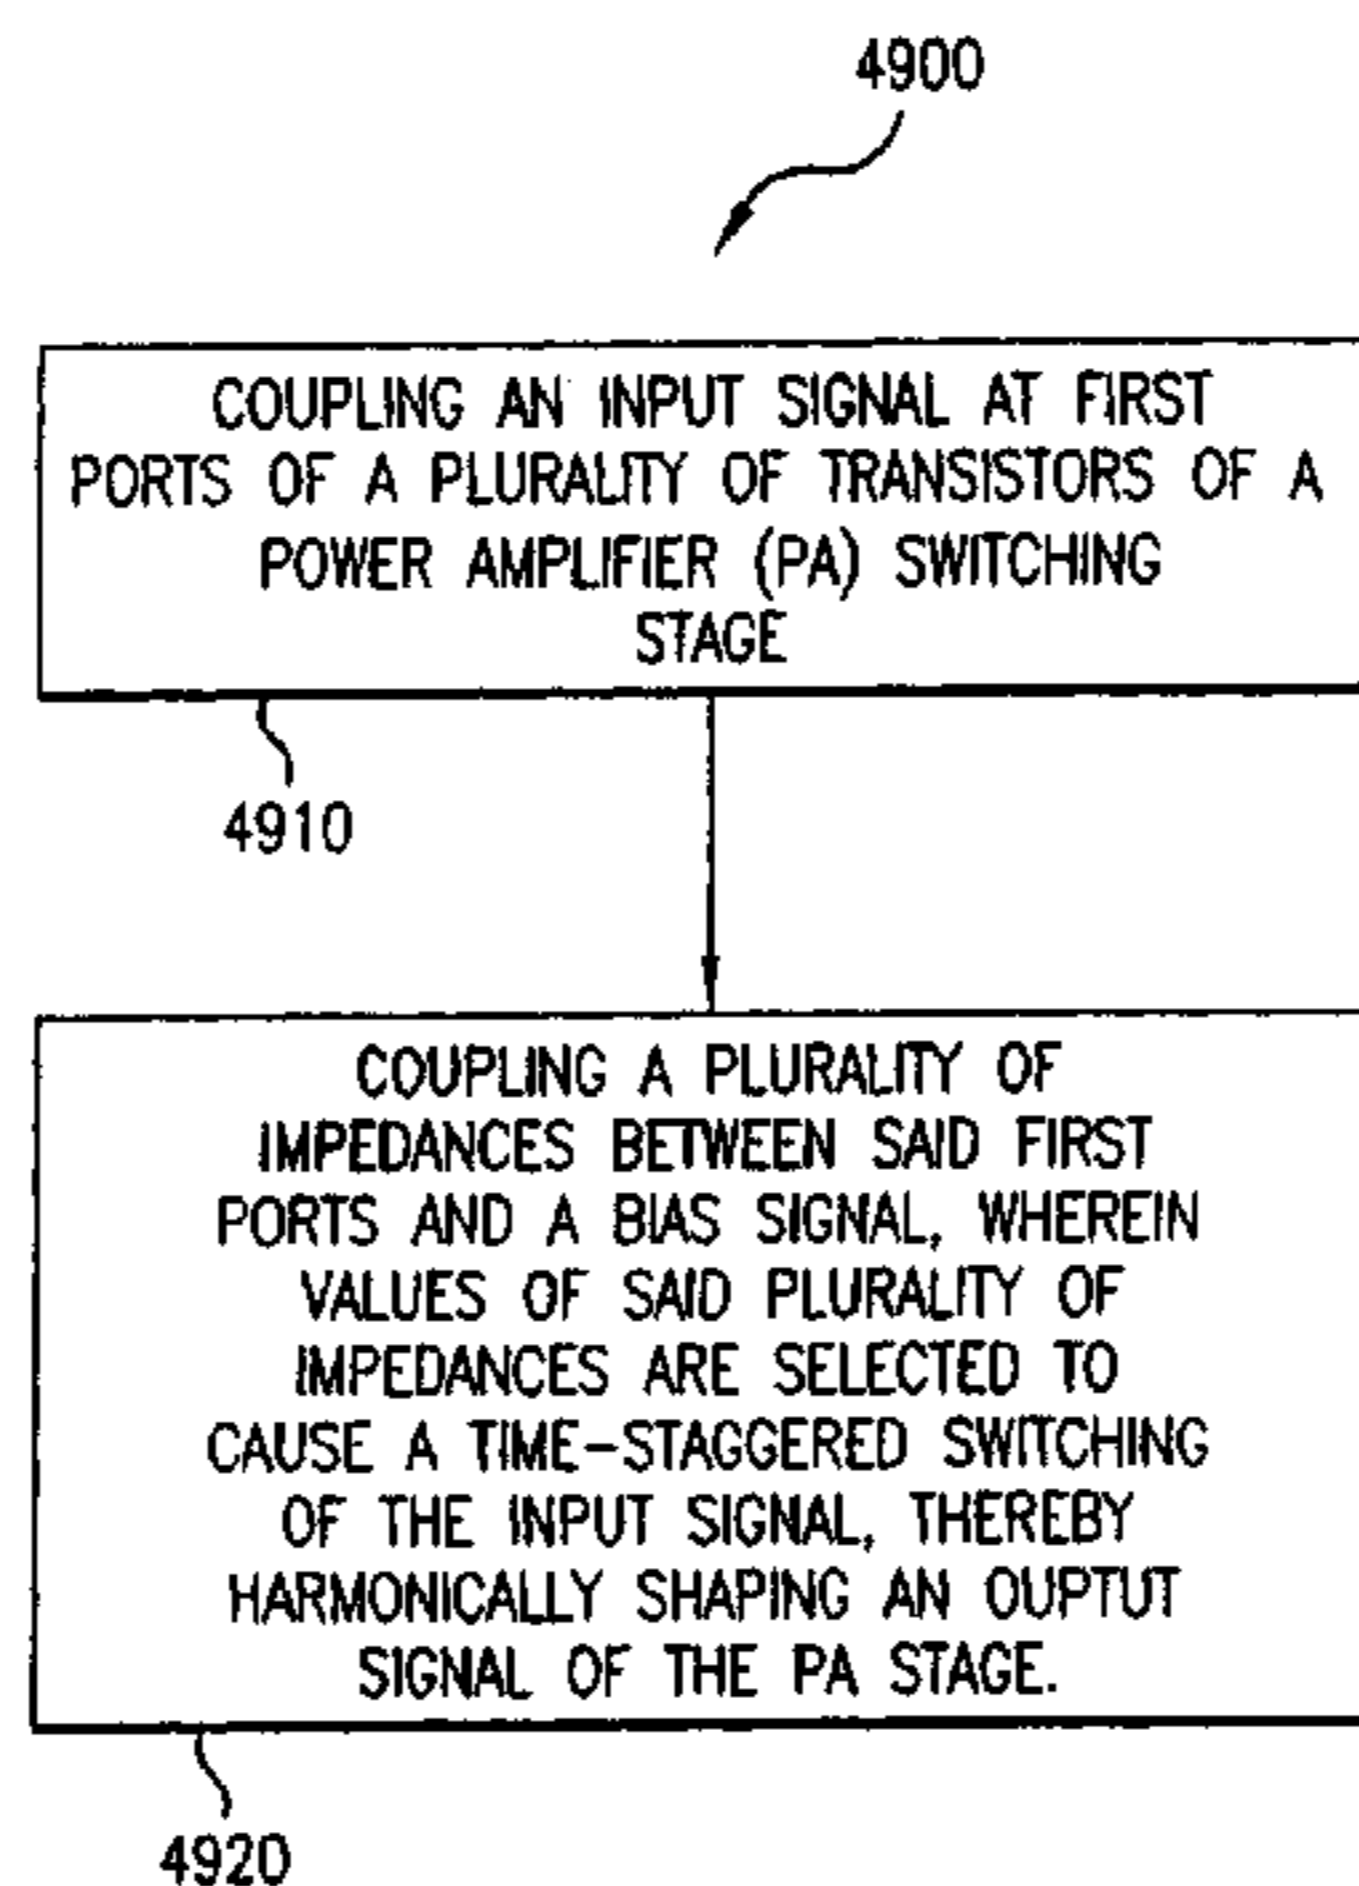 4900
COUPLING AN INPUT SIGNAL AT FIRST
PORTS OF A PLURALITY OF TRANSISTORS OF A
POWER AMPLIFIER (PA) SWITCHING
STAGE
4910
COUPLING A PLURALITY OF
IMPEDANCES BETWEEN SAID FIRST
PORTS AND A BIAS SIGNAL, WHEREIN
VALUES OF SAID PLURALITY OF
IMPEDANCES ARE SELECTED TO
CAUSE A TIME-STAGGERED SWITCHING
OF THE INPUT SIGNAL, THEREBY
HARMONICALLY SHAPING AN OUPTUT
SIGNAL OF THE PA STAGE.
4920